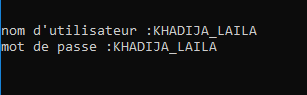 nom d'utilisateur :KHADIJA_LAILA
mot de passe :KHADIJA_LAILA